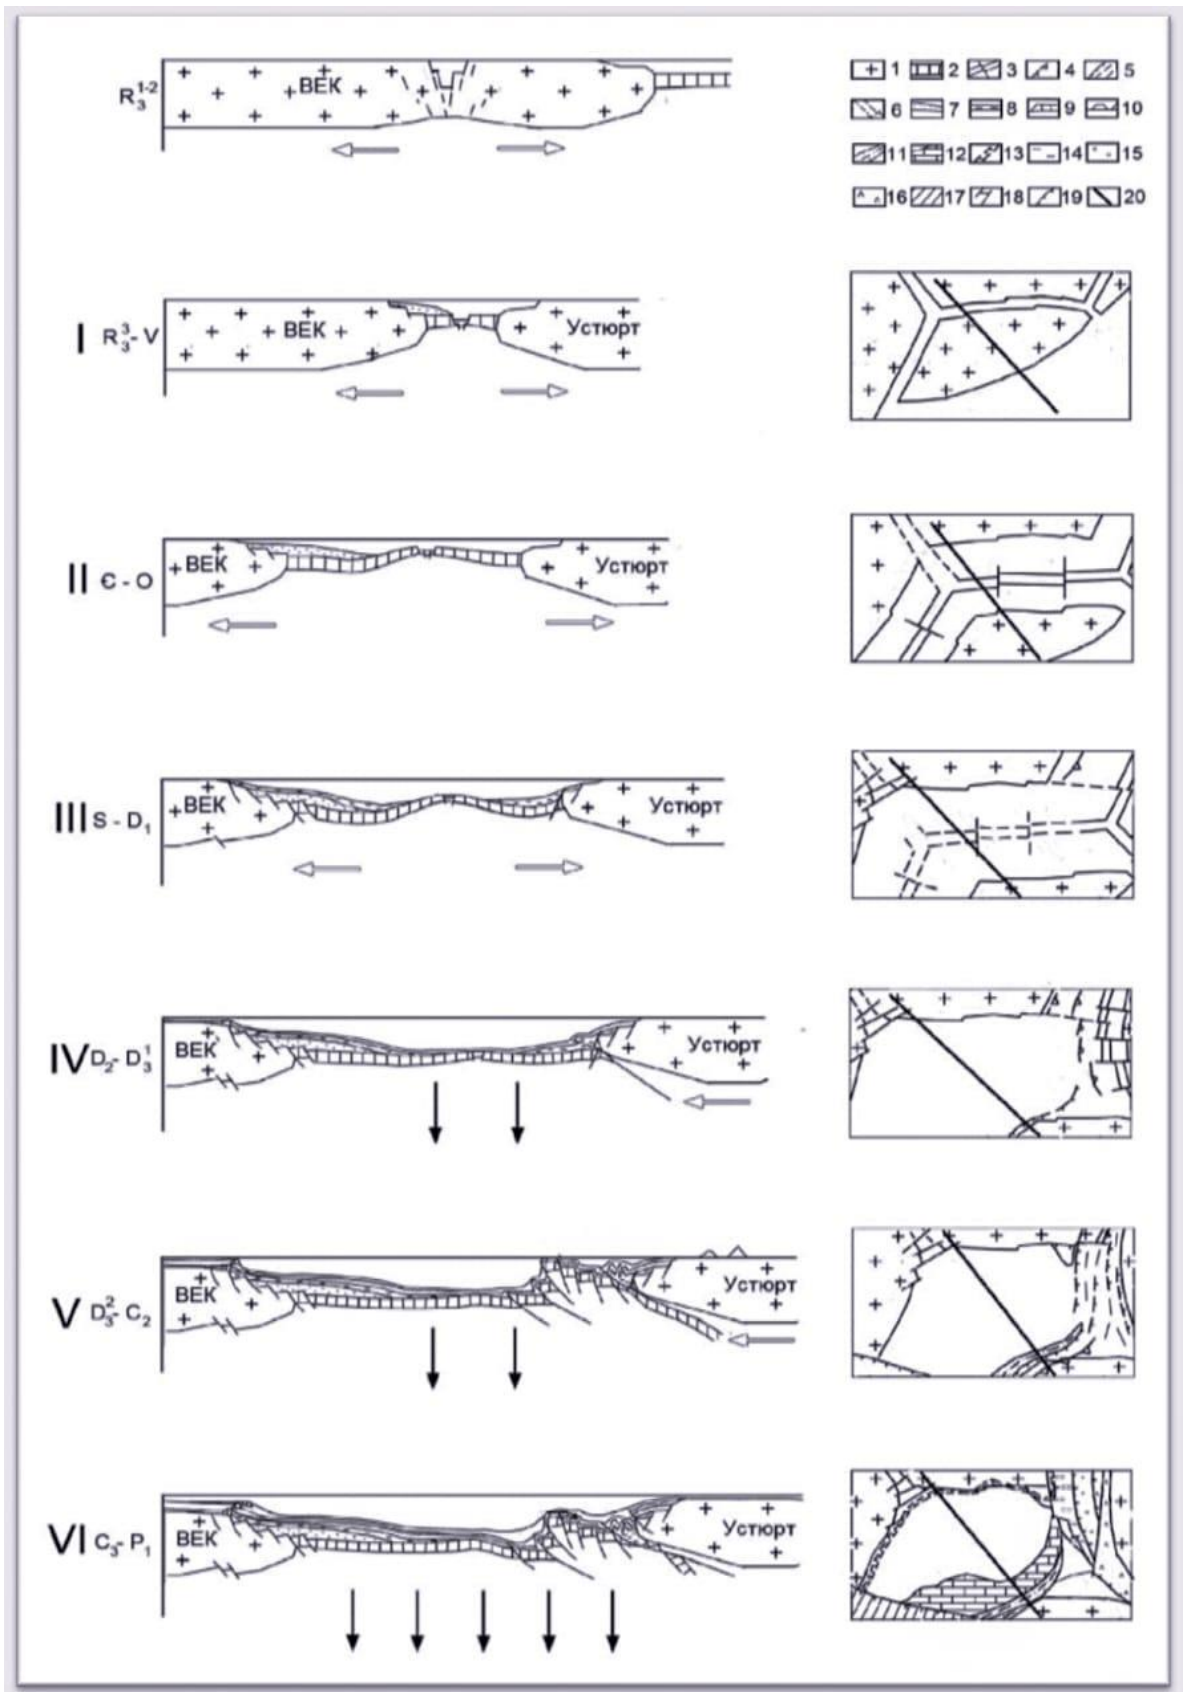 R₃¹⁻² ВЕК
1 2 3 4 5
6 7 8 9 10
11 12 13 14 15
16 17 18 19 20
I R₃³- V ВЕК Устюрт
II Є - O ВЕК Устюрт
III S - D₁ ВЕК Устюрт
IV D₂- D₃¹ ВЕК Устюрт
V D₃²- C₂ ВЕК Устюрт
VI C₃- P₁ ВЕК Устюрт